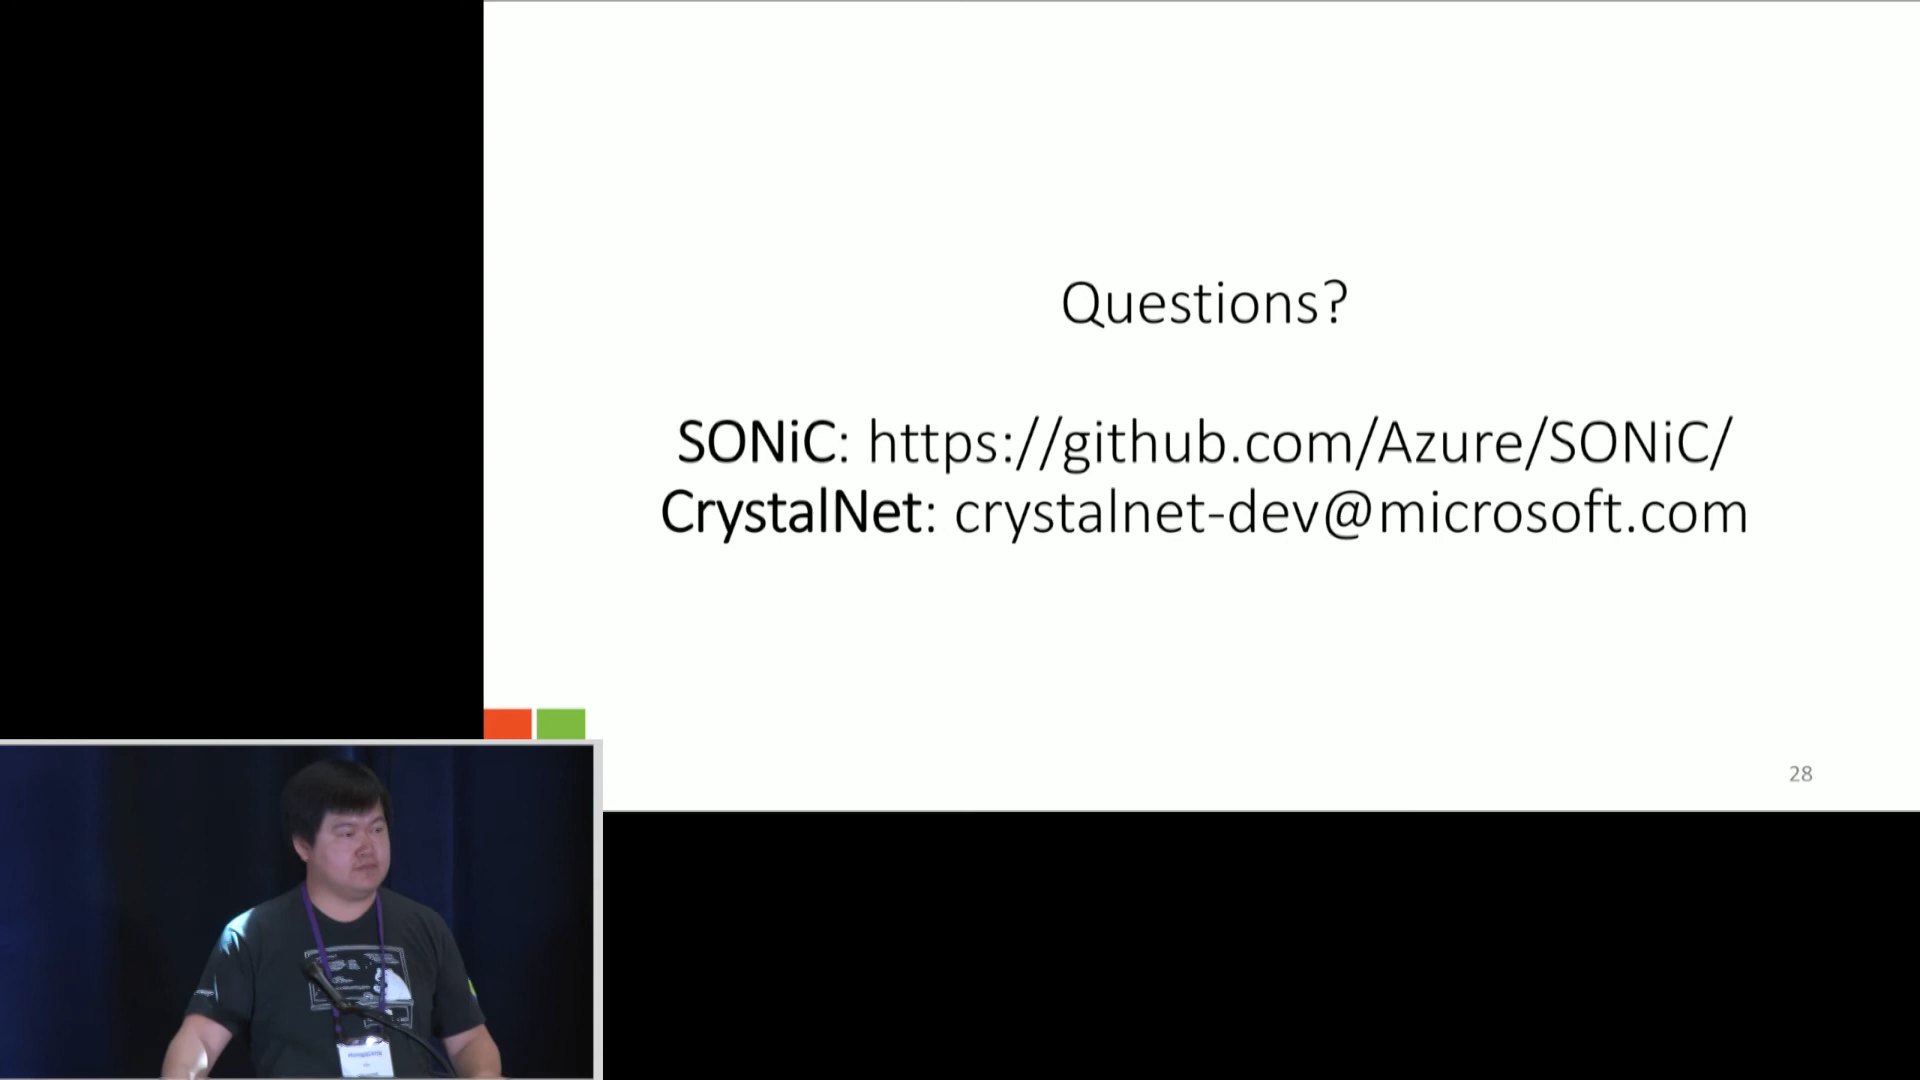 Questions?
SONiC: https://github.com/Azure/SONiC/
CrystalNet: crystalnet-dev@microsoft.com
28